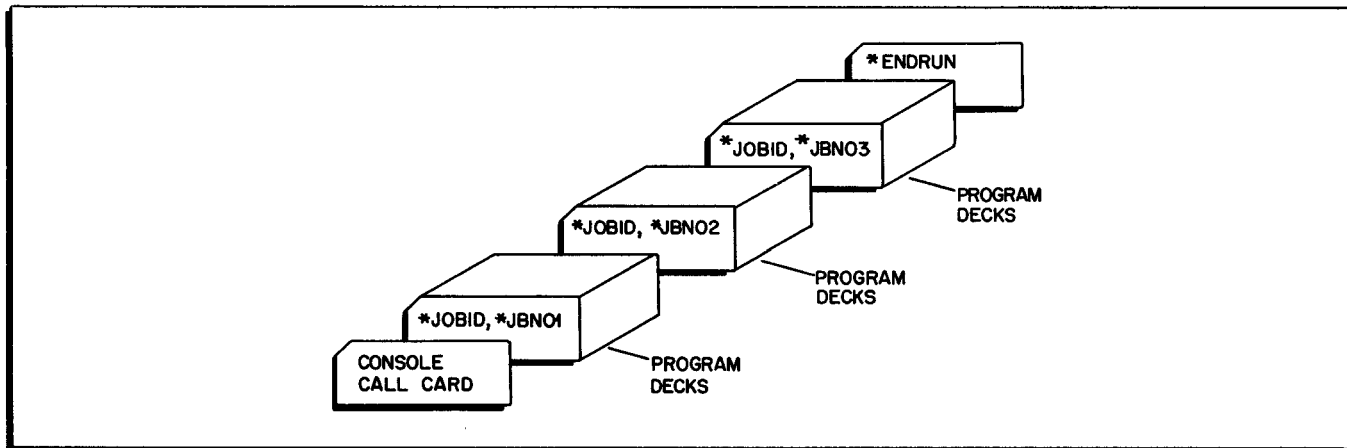 *ENDRUN
*JOBID, *JBNO3
PROGRAM
DECKS
*JOBID, *JBNO2
PROGRAM
DECKS
*JOBID, *JBNO1
PROGRAM
DECKS
CONSOLE
CALL CARD